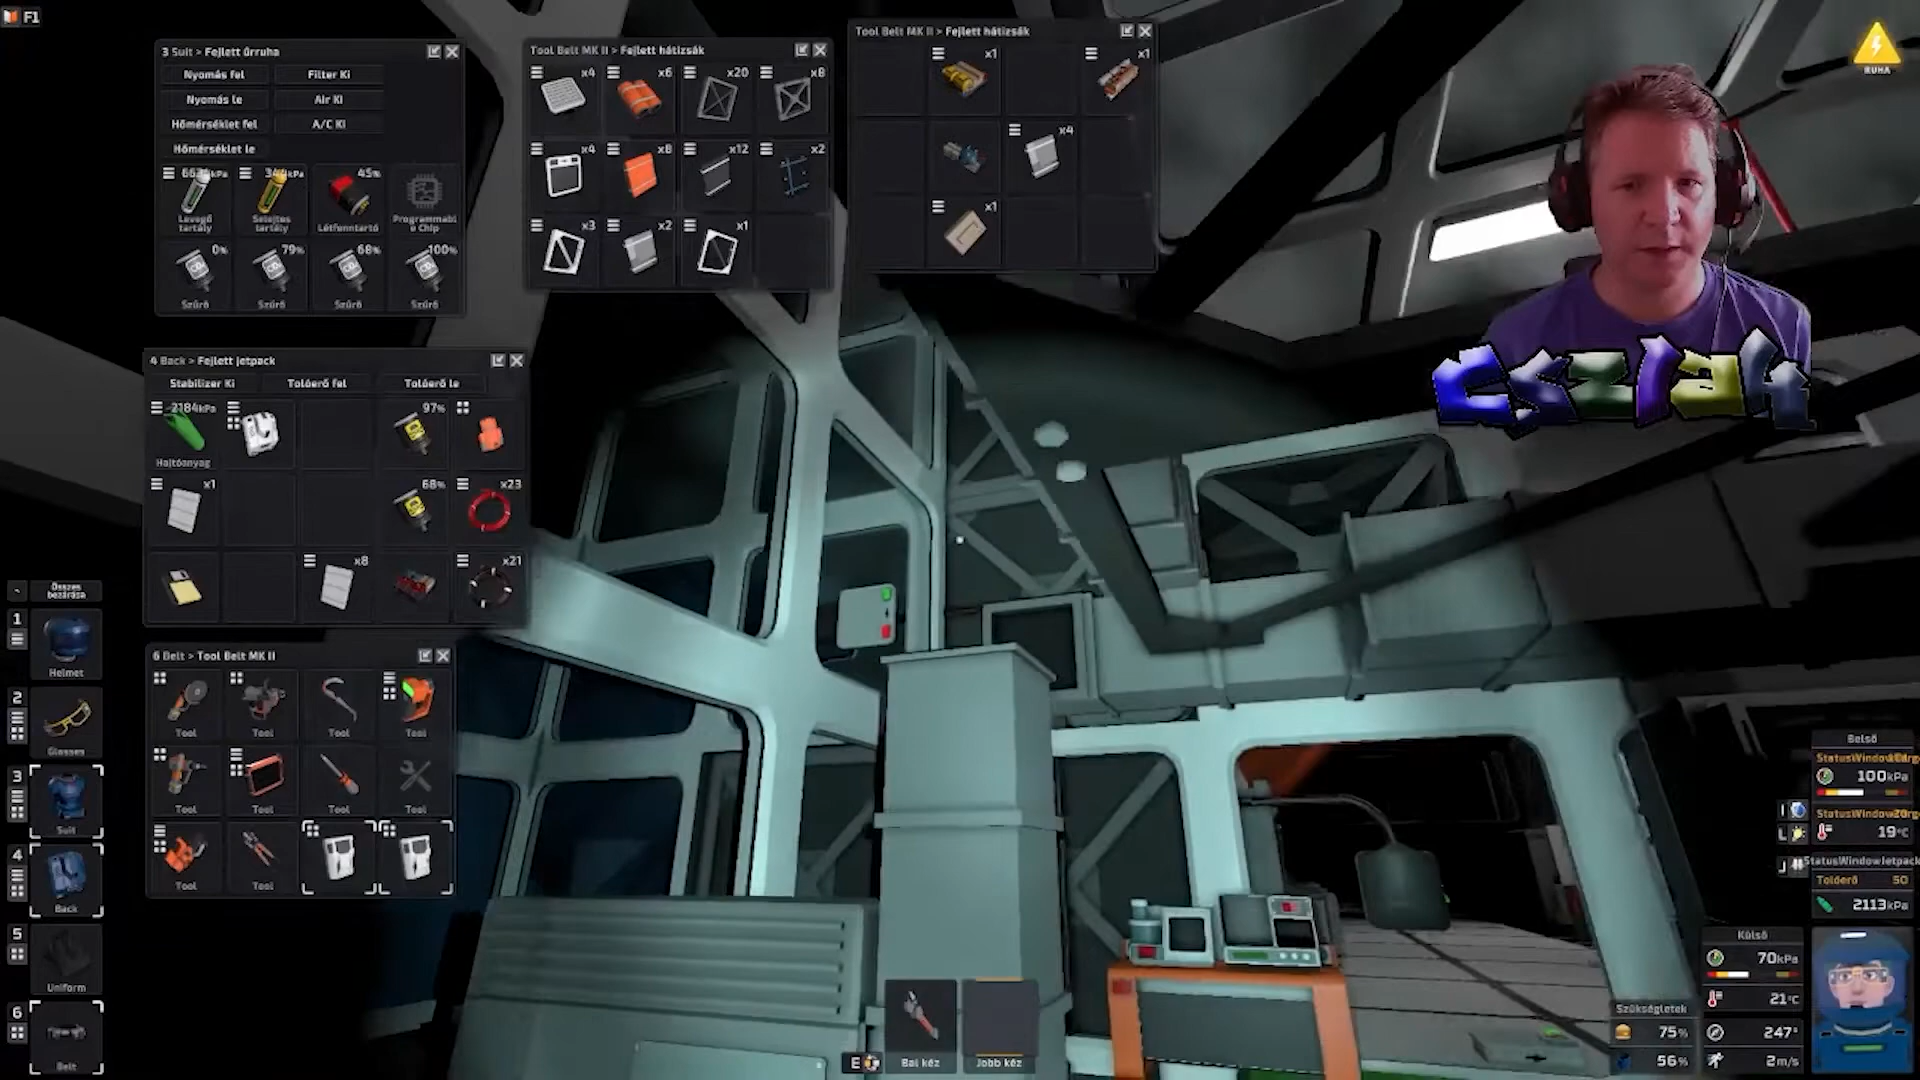 F1
3 Suit > Fejlett űrruha
Nyomás fel
Filter Ki
Nyomás le
Air Ki
Hőmérséklet fel
A/C Ki
Hőmérséklet le
45%
Levegő tartály
Selejtes tartály
Létfenntartó
Programmable Chip
0%
79%
68%
100%
Szűrő
Szűrő
Szűrő
Szűrő
Tool Belt MK II > Fejlett hátizsák
x4
x6
x20
x8
x4
x8
x12
x2
x3
x2
x1
Tool Belt MK II > Fejlett hátizsák
x1
x1
x4
x1
RUHA
cszlak
4 Back > Fejlett jetpack
Stabilizer Ki
Tolóerő fel
Tolóerő le
2184kPa
97%
Hajtóanyag
x1
68%
x23
x8
x21
6 Belt > Tool Belt MK II
Tool
Tool
Tool
Tool
Tool
Tool
Tool
Tool
Tool
Tool
Összes bezárása
1
Helmet
2
Glasses
3
Suit
4
Back
5
Uniform
6
Belt
E
Bal kéz
Jobb kéz
Belső
100kPa
I
L
19°C
J
StatusWindowJetpack
Tolóerő 50
2113kPa
Külső
70kPa
21°C
Szükségletek
75%
247°
56%
2m/s